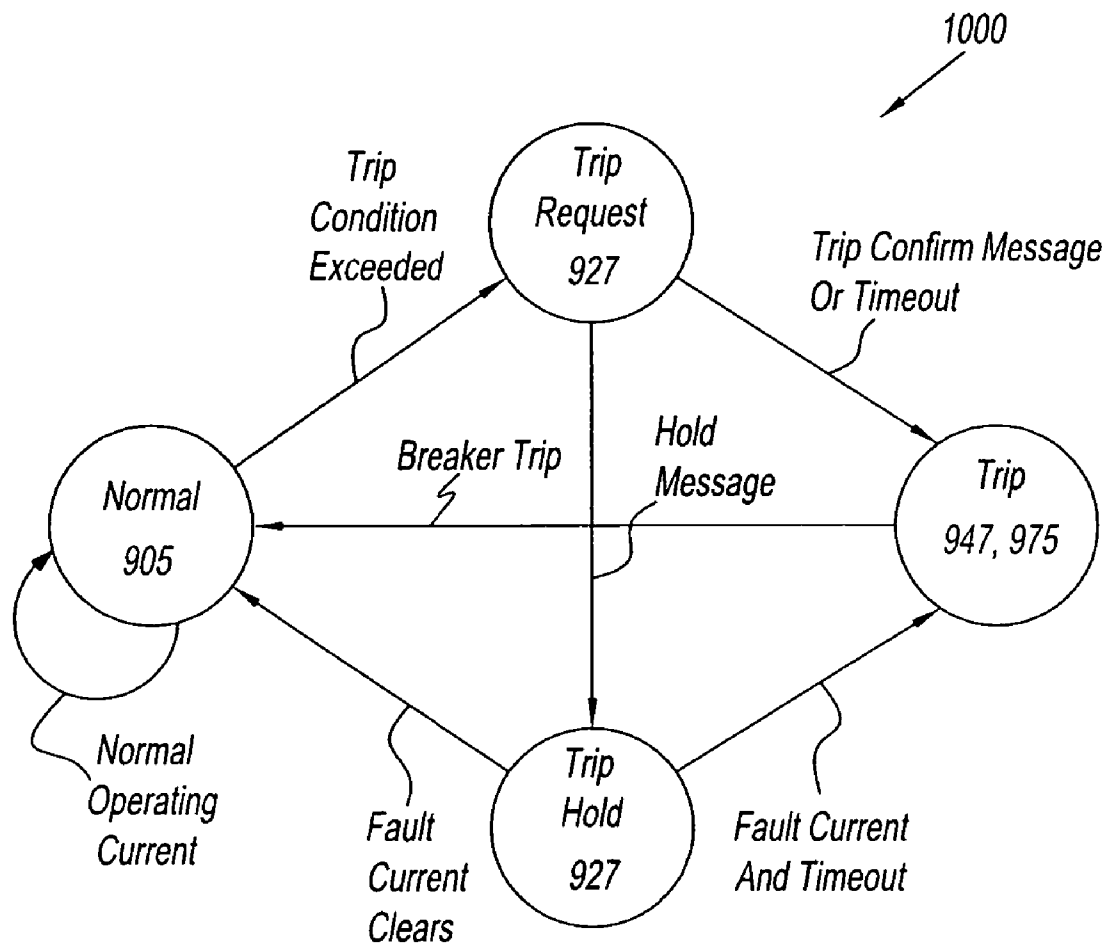 1000
Trip
Condition
Exceeded
Trip
Request
927
Trip Confirm Message
Or Timeout
Breaker Trip
Hold
Message
Normal
905
Trip
947, 975
Normal
Operating
Current
Fault
Current
Clears
Trip
Hold
927
Fault Current
And Timeout